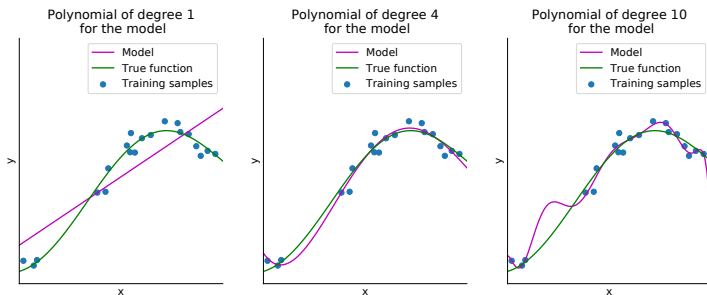 Polynomial of degree 1
for the model
Model
True function
Training samples
y
x
Polynomial of degree 4
for the model
Model
True function
Training samples
y
x
Polynomial of degree 10
for the model
Model
True function
Training samples
y
x